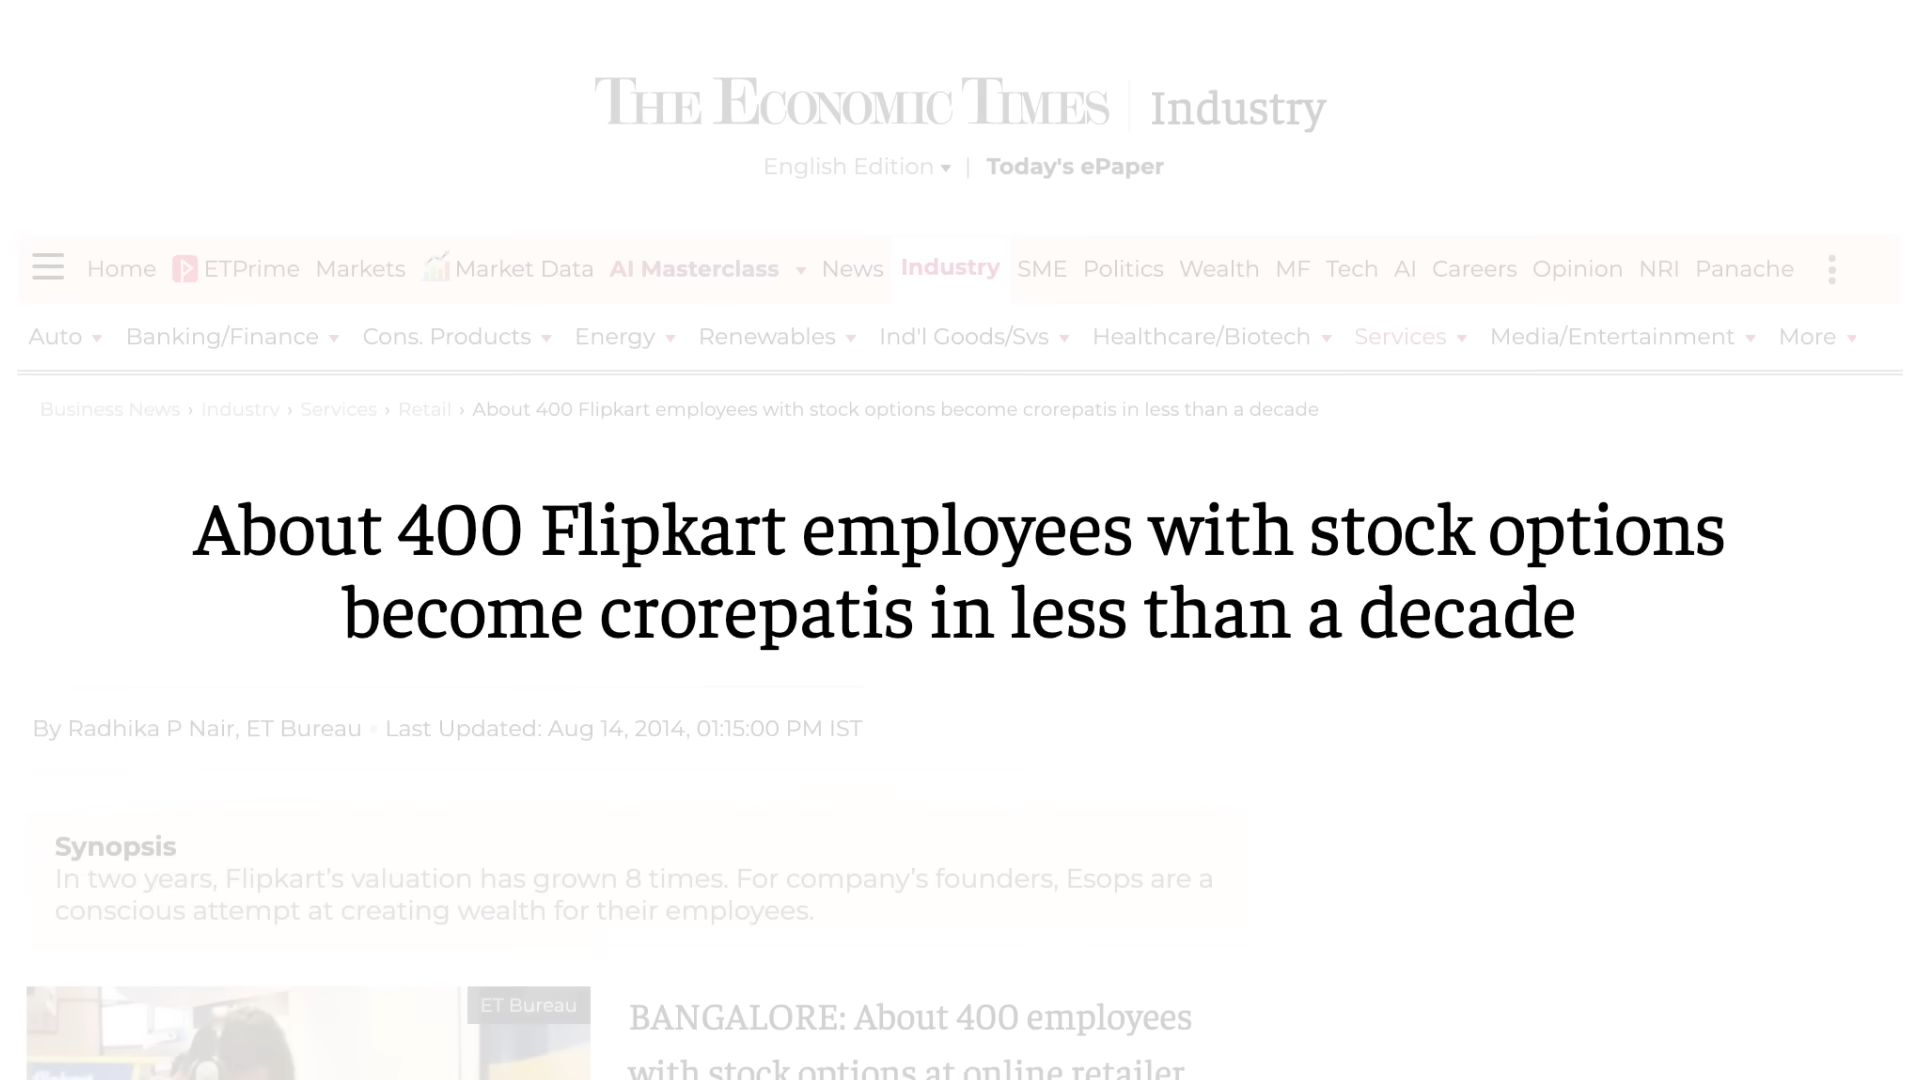 THE ECONOMIC TIMES | Industry
English Edition | Today's ePaper
Home ETPrime Markets Market Data AI Masterclass News Industry SME Politics Wealth MF Tech AI Careers Opinion NRI Panache
Auto Banking/Finance Cons. Products Energy Renewables Ind'l Goods/Svs Healthcare/Biotech Services Media/Entertainment More
Business News › Industry › Services › Retail › About 400 Flipkart employees with stock options become crorepatis in less than a decade
About 400 Flipkart employees with stock options
become crorepatis in less than a decade
By Radhika P Nair, ET Bureau • Last Updated: Aug 14, 2014, 01:15:00 PM IST
Synopsis
In two years, Flipkart’s valuation has grown 8 times. For company’s founders, Esops are a
conscious attempt at creating wealth for their employees.
ET Bureau
BANGALORE: About 400 employees
with stock options at online retailer